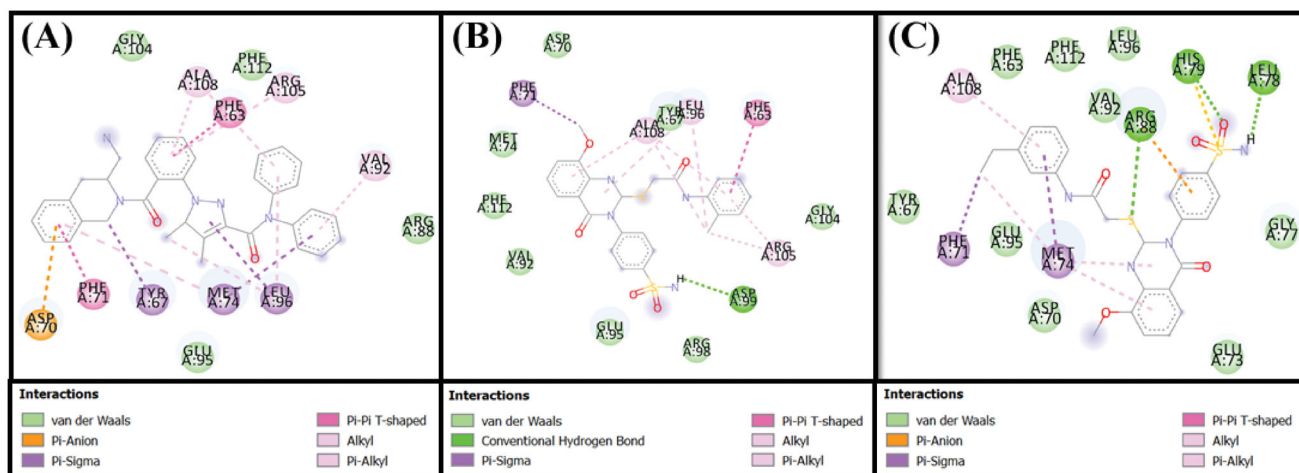 (A)
GLY
A:104
PHE
A:112
ALA
A:108
ARG
A:105
PHE
A:63
VAL
A:92
N
N
O
N
N
N
O
ARG
A:88
PHE
A:71
TYR
A:67
MET
A:74
LEU
A:96
ASP
A:70
GLU
A:95
Interactions
van der Waals
Pi-Anion
Pi-Sigma
Pi-Pi T-shaped
Alkyl
Pi-Alkyl
(B)
ASP
A:70
PHE
A:71
TYR
A:67
LEU
A:96
PHE
A:63
ALA
A:108
MET
A:74
O
N
S
O
N
N
O
PHE
A:112
GLY
A:104
ARG
A:105
VAL
A:92
S
N
H
O
O
ASP
A:99
GLU
A:95
ARG
A:98
Interactions
van der Waals
Conventional Hydrogen Bond
Pi-Sigma
Pi-Pi T-shaped
Alkyl
Pi-Alkyl
(C)
PHE
A:63
PHE
A:112
LEU
A:96
HIS
A:79
LEU
A:78
ALA
A:108
VAL
A:92
ARG
A:88
O
H
O
S
N
O
N
S
N
N
O
O
TYR
A:67
PHE
A:71
GLU
A:95
MET
A:74
GLY
A:77
ASP
A:70
GLU
A:73
Interactions
van der Waals
Pi-Anion
Pi-Sigma
Pi-Pi T-shaped
Alkyl
Pi-Alkyl